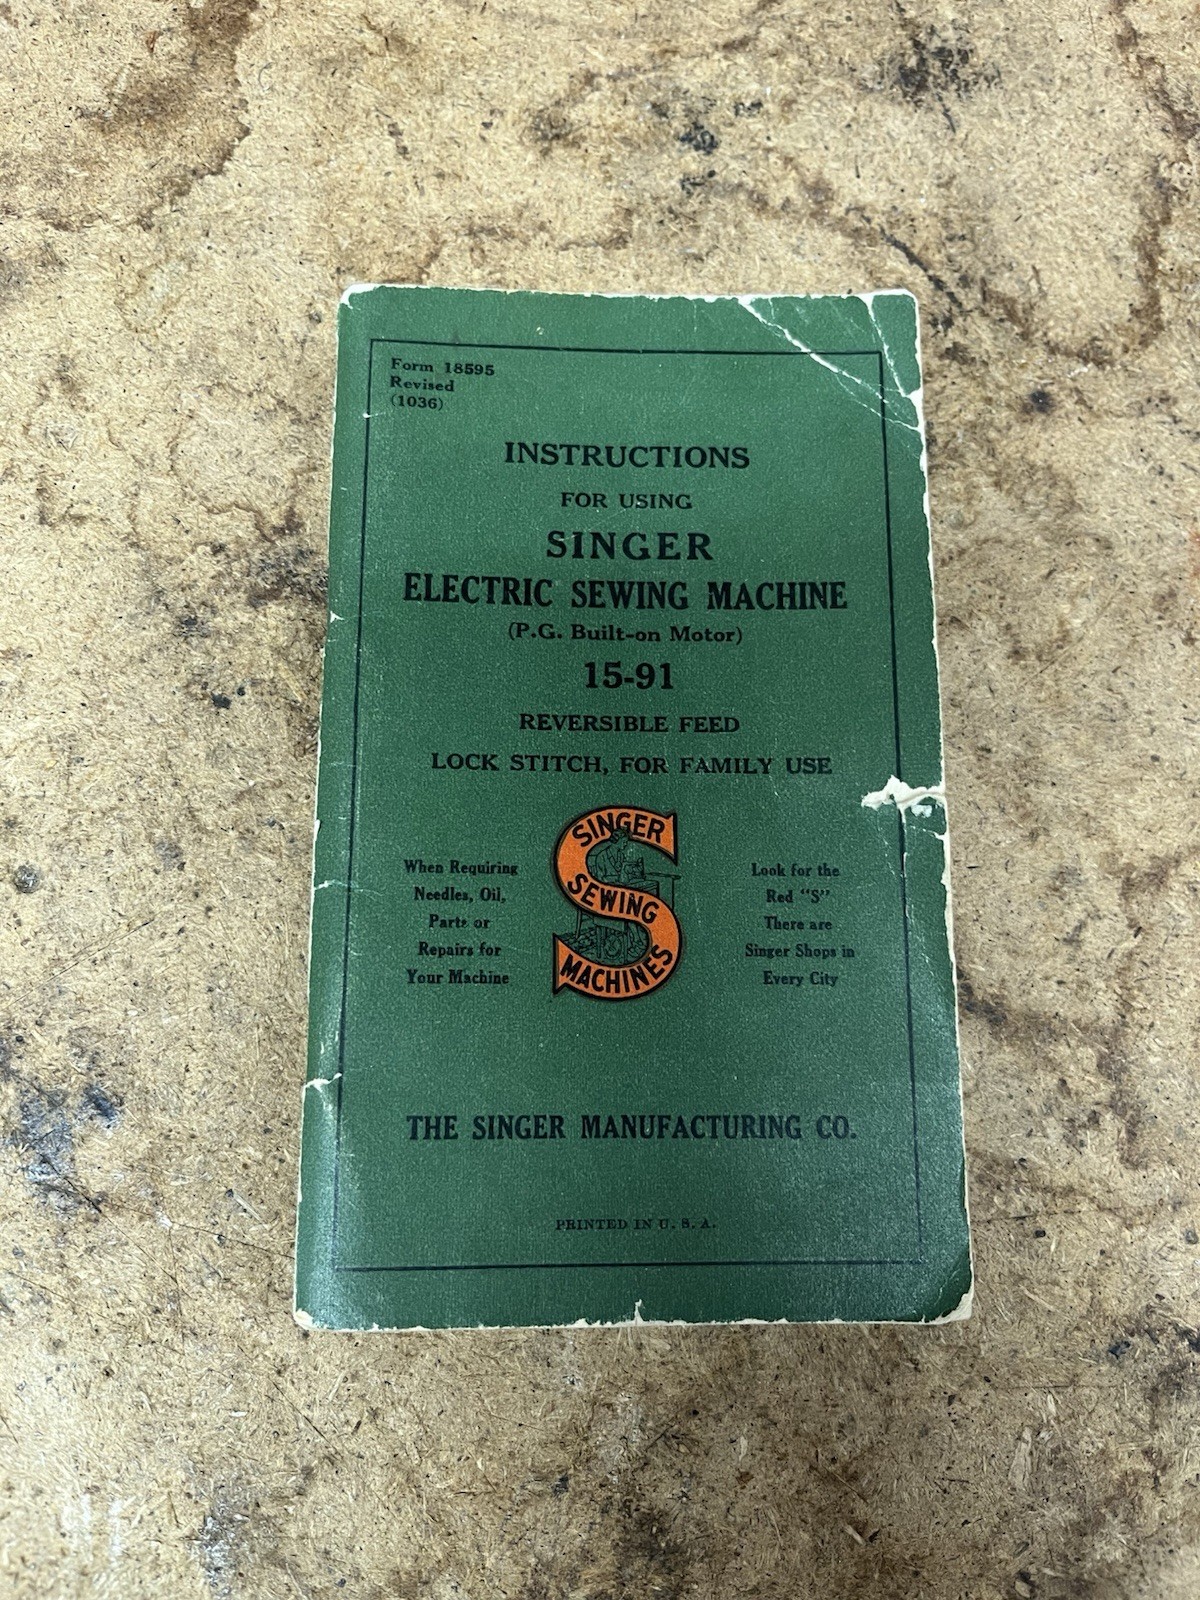 Form 18595
Revised
(1036)
INSTRUCTIONS
FOR USING
SINGER
ELECTRIC SEWING MACHINE
(P.G. Built-on Motor)
15-91
REVERSIBLE FEED
LOCK STITCH, FOR FAMILY USE
SINGER
SEWING
MACHINES
When Requiring
Needles, Oil,
Parts or
Repairs for
Your Machine
Look for the
Red "S"
There are
Singer Shops in
Every City
THE SINGER MANUFACTURING CO.
PRINTED IN U. S. A.